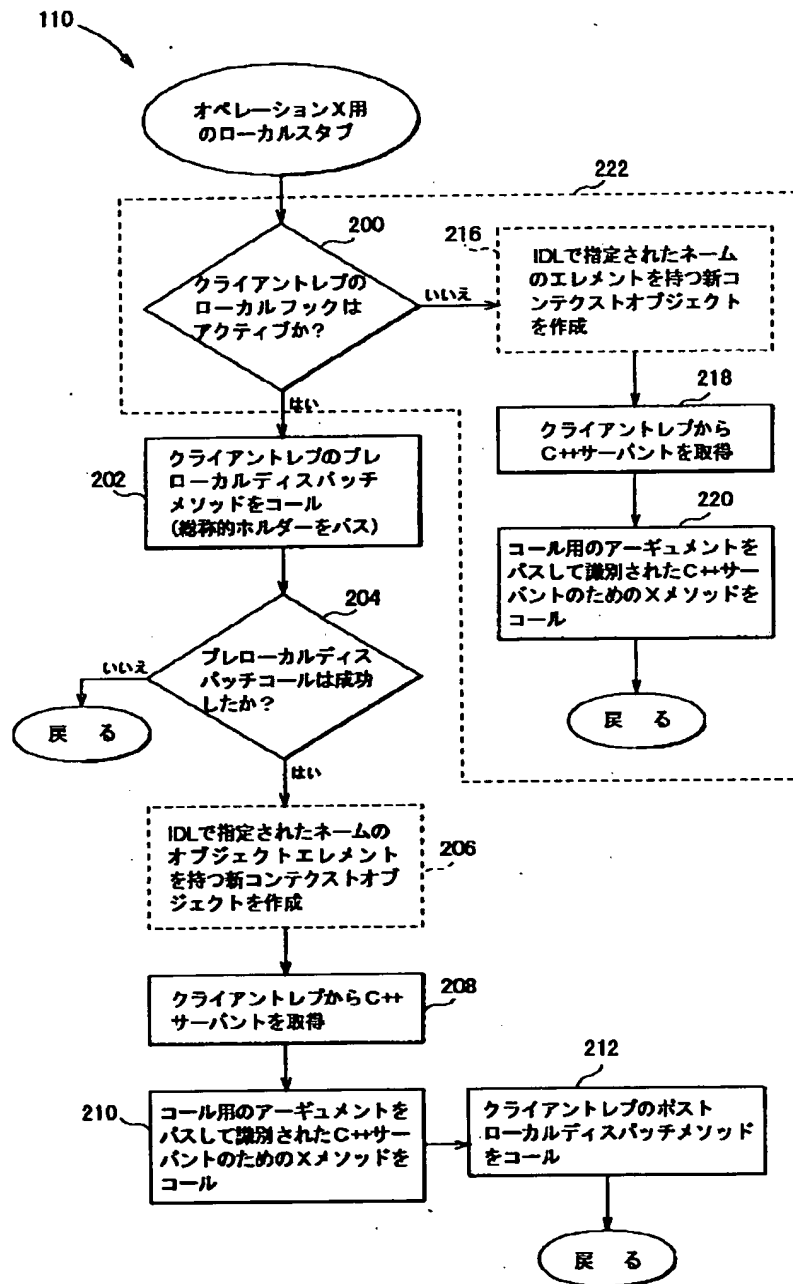 110
オペレーションX用
のローカルスタブ
222
200
クライアントレプの
ローカルフックは
アクティブか?
いいえ
はい
216
IDLで指定されたネーム
のエレメントを持つ新コ
ンテクストオブジェクト
を作成
218
クライアントレプから
C++サーバントを取得
220
コール用のアーギュメントを
パスして識別されたC++サー
バントのためのXメソッドを
コール
戻 る
202
クライアントレプのプレ
ローカルディスパッチ
メソッドをコール
(総称的ホルダーをパス)
204
プレローカルディス
パッチコールは成功
したか?
いいえ
戻 る
はい
IDLで指定されたネームの
オブジェクトエレメント
を持つ新コンテクストオブ
ジェクトを作成
206
クライアントレプからC++
サーバントを取得
208
210
コール用のアーギュメントを
パスして識別されたC++サー
バントのためのXメソッドを
コール
212
クライアントレプのポスト
ローカルディスパッチメソッド
をコール
戻 る